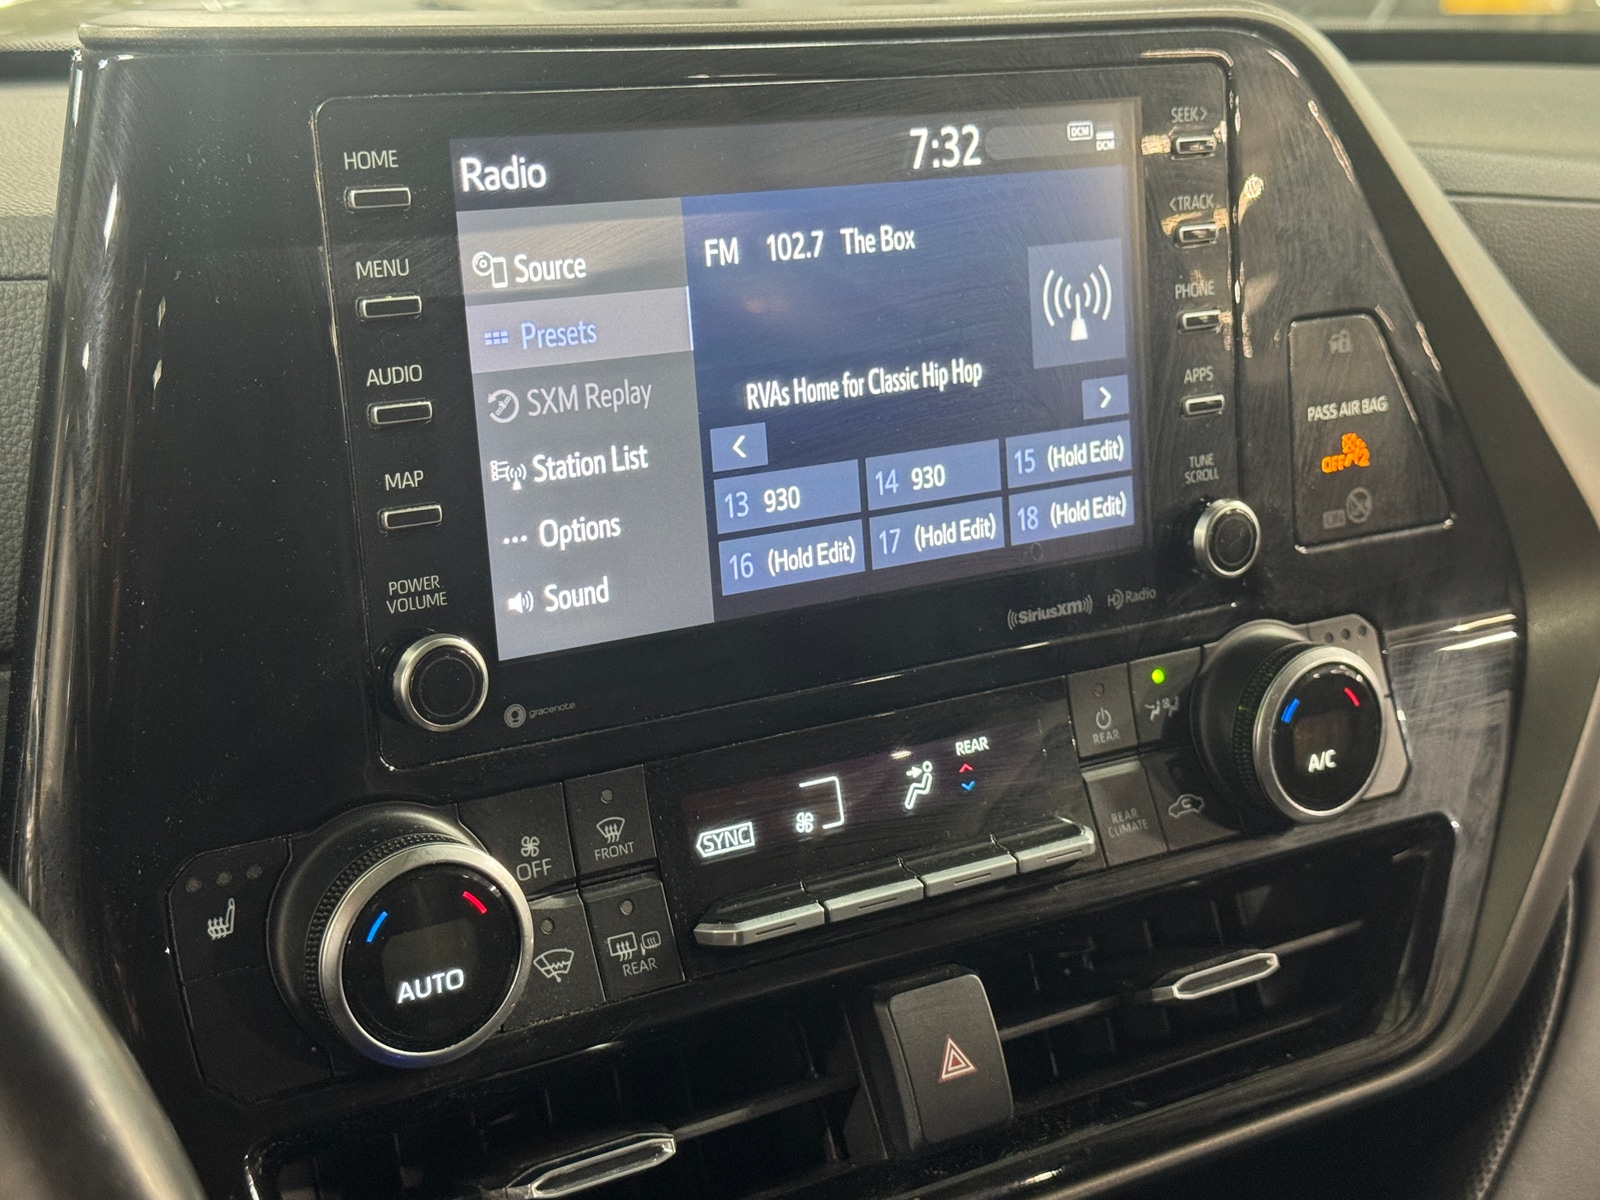 HOME
MENU
AUDIO
MAP
POWER
VOLUME
Radio
7:32
DCM
DCM
Source
Presets
SXM Replay
Station List
... Options
Sound
FM 102.7 The Box
RVAs Home for Classic Hip Hop
<
>
13 930
14 930
15 (Hold Edit)
16 (Hold Edit)
17 (Hold Edit)
18 (Hold Edit)
SEEK>
<TRACK
PHONE
APPS
TUNE
SCROLL
PASS AIR BAG
OFF
2
gracenote
((SiriusXM))
HD Radio
AUTO
OFF
FRONT
REAR
SYNC
REAR
REAR
REAR
CLIMATE
A/C